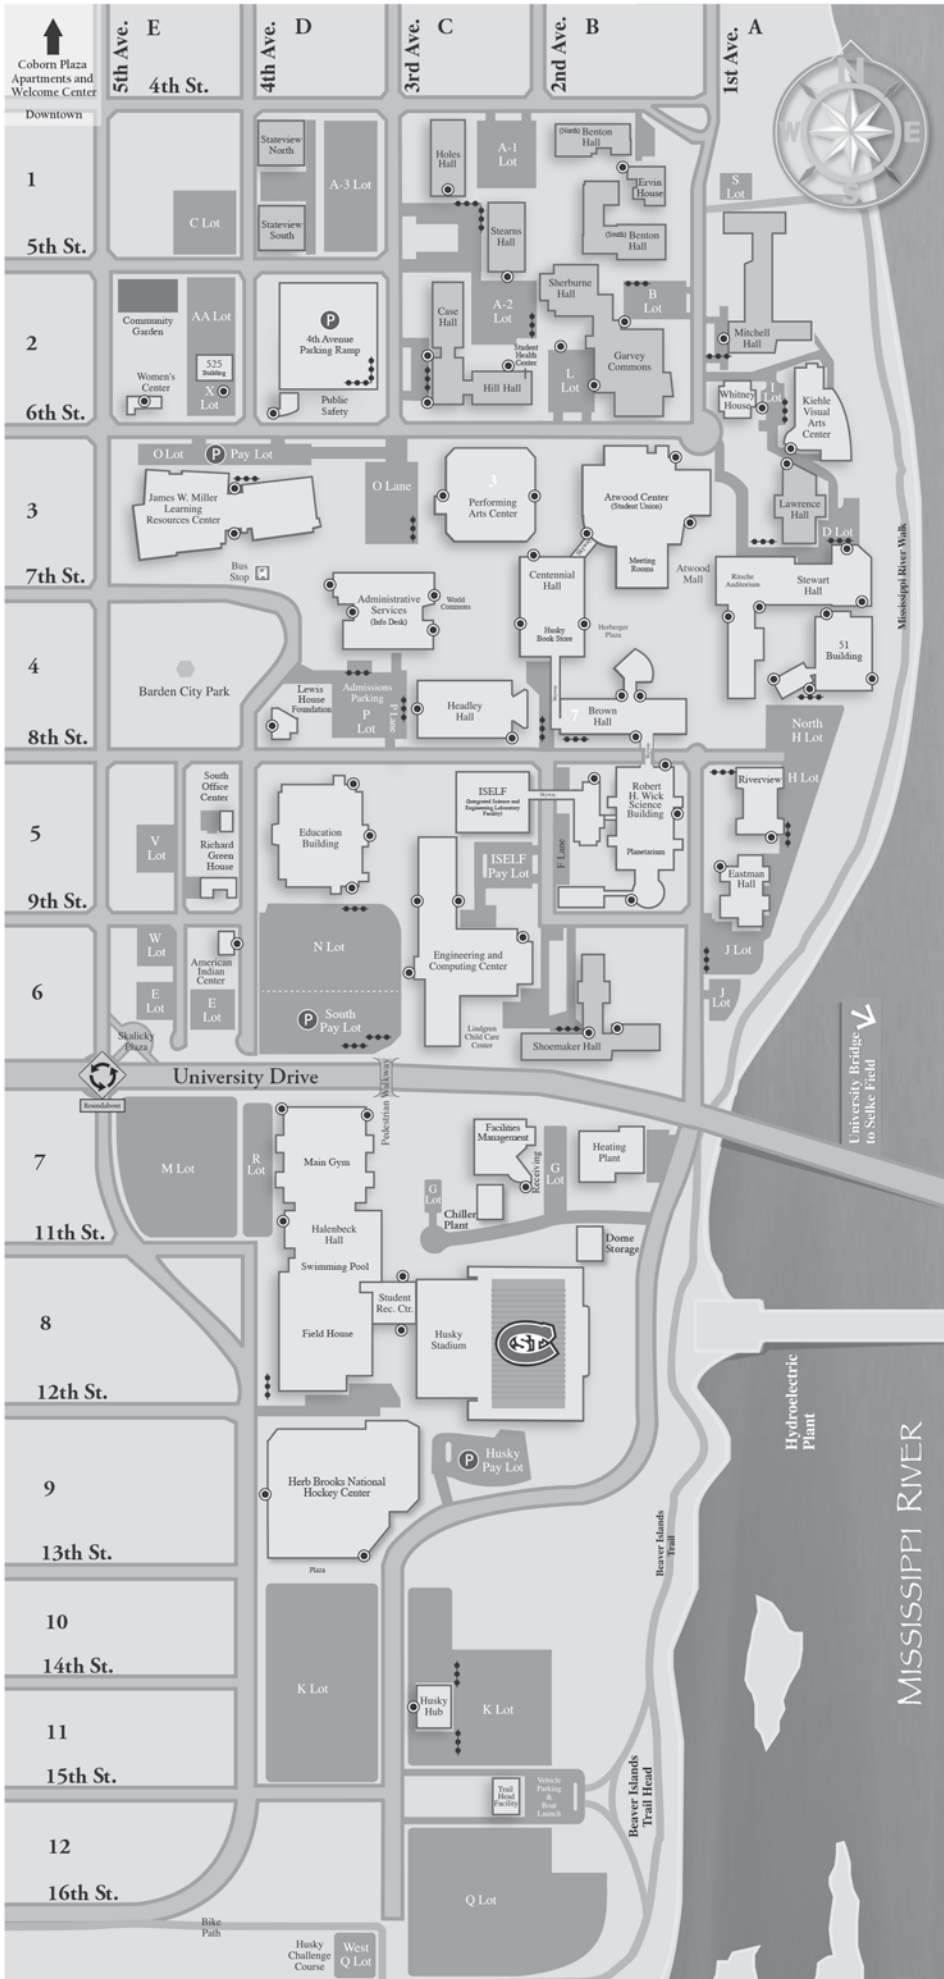 Coborn Plaza
Apartments and
Welcome Center
Downtown
5th Ave.
E
4th Ave.
D
3rd Ave.
C
2nd Ave.
B
1st Ave.
A
4th St.
N
W
E
S
1
Stateview
North
A-3 Lot
Holes
Hall
A-1
Lot
(North) Benton
Hall
Ervin
House
S
Lot
C Lot
Stateview
South
Stearns
Hall
(South) Benton
Hall
5th St.
2
Community
Garden
AA Lot
525
Building
Women's
Center
X
Lot
P
4th Avenue
Parking Ramp
Public
Safety
Case
Hall
A-2
Lot
Student
Health
Center
Hill Hall
Sherburne
Hall
B
Lot
L
Lot
Garvey
Commons
Mitchell
Hall
Whitney
House
I
Lot
Kiehle
Visual
Arts
Center
6th St.
3
O Lot
P
Pay Lot
James W. Miller
Learning
Resources Center
O Lane
3
Performing
Arts Center
Atwood Center
(Student Union)
Skyway
Meeting
Rooms
Atwood
Mall
Lawrence
Hall
D Lot
Mississippi River Walk
7th St.
Bus
Stop
Administrative
Services
(Info Desk)
World
Commons
Centennial
Hall
Husky
Book Store
Herberger
Plaza
Ritsche
Auditorium
Stewart
Hall
51
Building
4
Barden City Park
Lewis
House
Foundation
Admissions
Parking
P
Lot
P Lane
Headley
Hall
Skyway
7
Brown
Hall
North
H Lot
8th St.
Skyway
5
South
Office
Center
V
Lot
Richard
Green
House
Education
Building
ISELF
(Integrated Science and
Engineering Laboratory
Facility)
Skyway
ISELF
Pay Lot
F Lane
Robert
H. Wick
Science
Building
Planetarium
Riverview
H Lot
Eastman
Hall
9th St.
6
W
Lot
E
Lot
American
Indian
Center
E
Lot
N Lot
P
South
Pay Lot
Engineering and
Computing Center
Lindgren
Child Care
Center
Shoemaker Hall
J Lot
J
Lot
Skalicky
Plaza
Roundabout
University Drive
Pedestrian Walkway
University Bridge
to Selke Field
7
M Lot
R
Lot
Main Gym
Facilities
Management
Receiving
G
Lot
Heating
Plant
G
Lot
Chiller
Plant
11th St.
Halenbeck
Hall
Swimming Pool
Dome
Storage
8
Field House
Student
Rec. Ctr.
Husky
Stadium
STC
12th St.
Hydroelectric
Plant
9
Herb Brooks National
Hockey Center
P
Husky
Pay Lot
13th St.
Plaza
Beaver Islands
Trail
MISSISSIPPI RIVER
10
14th St.
K Lot
Husky
Hub
K Lot
11
15th St.
Trail
Head
Facility
Vehicle
Parking
&
Boat
Launch
Beaver Islands
Trail Head
12
16th St.
Q Lot
Bike
Path
Husky
Challenge
Course
West
Q Lot